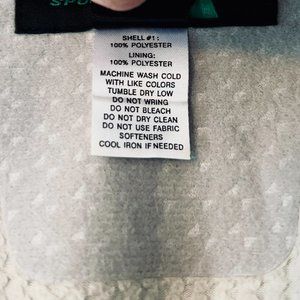 SPO
SHELL #1:
100% POLYESTER
LINING:
100% POLYESTER
MACHINE WASH COLD
WITH LIKE COLORS
TUMBLE DRY LOW
DO NOT WRING
DO NOT BLEACH
DO NOT DRY CLEAN
DO NOT USE FABRIC
SOFTENERS
COOL IRON IF NEEDED